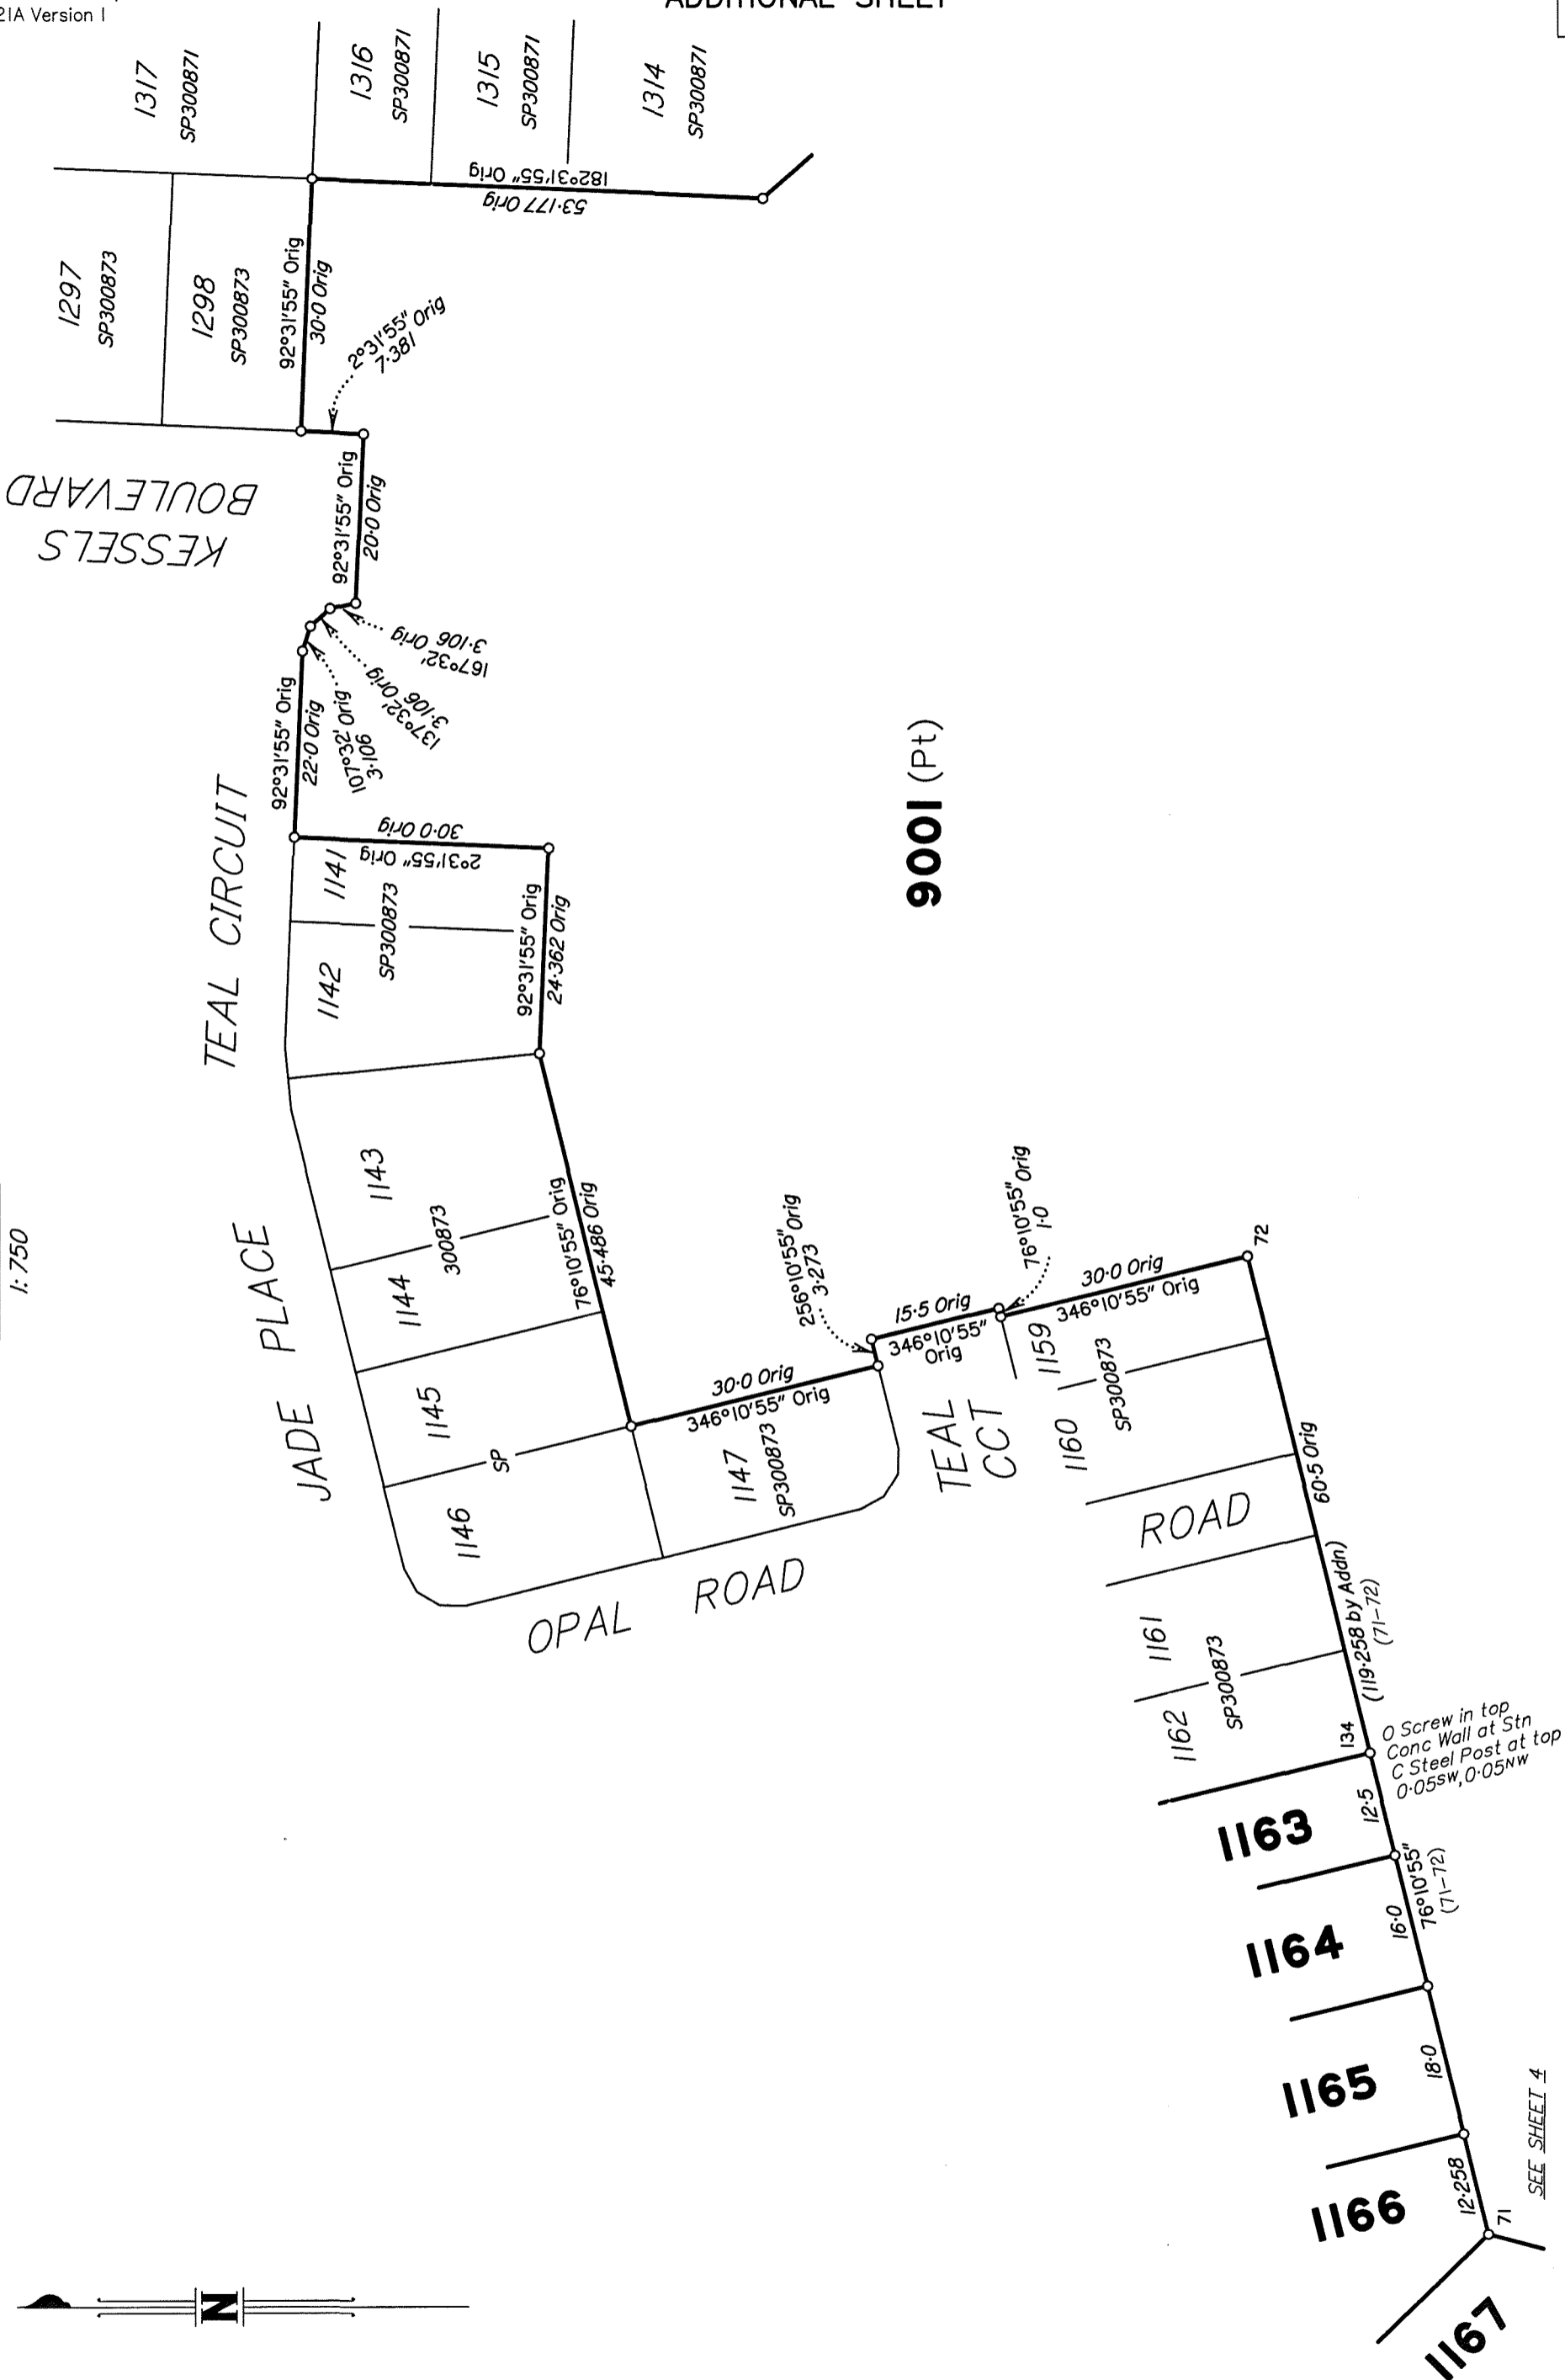 21A Version 1
ADDITIONAL SHEET
1:750
1317
SP300871
1316
SP300871
1315
SP300871
1314
SP300871
182°31'55" Orig
53·177 Orig
1297
SP300873
1298
SP300873
92°31'55" Orig
30·0 Orig
2°31'55" Orig
7·381
KESSELS
BOULEVARD
92°31'55" Orig
20·0 Orig
167°32'
3·106 Orig
137°32' Orig
3·106
107°32' Orig
3·106
92°31'55" Orig
22·0 Orig
TEAL CIRCUIT
30·0 Orig
2°31'55" Orig
1141
SP300873
1142
92°31'55" Orig
24·362 Orig
9001 (Pt)
JADE PLACE
1143
300873
1144
1145
SP
1146
76°10'55" Orig
45·486 Orig
30·0 Orig
346°10'55" Orig
1147
SP300873
OPAL ROAD
256°10'55" Orig
3·273
15·5 Orig
346°10'55"
Orig
76°10'55" Orig
1·0
30·0 Orig
346°10'55" Orig
72
TEAL
CCT
1159
SP300873
1160
ROAD
60·5 Orig
(119·258 by Addn)
(71-72)
1161
SP300873
1162
134
O Screw in top
Conc Wall at Stn
C Steel Post at top
0·05SW, 0·05NW
1163
12·5
76°10'55"
(71-72)
1164
16·0
1165
18·0
1166
12·258
71
1167
SEE SHEET 4
N